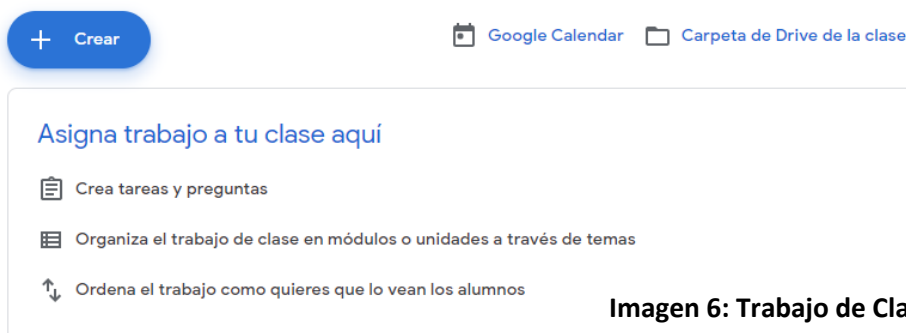 Crear
Google Calendar Carpeta de Drive de la clase
Asigna trabajo a tu clase aquí
Crea tareas y preguntas
Organiza el trabajo de clase en módulos o unidades a través de temas
Ordena el trabajo como quieres que lo vean los alumnos
Imagen 6: Trabajo de